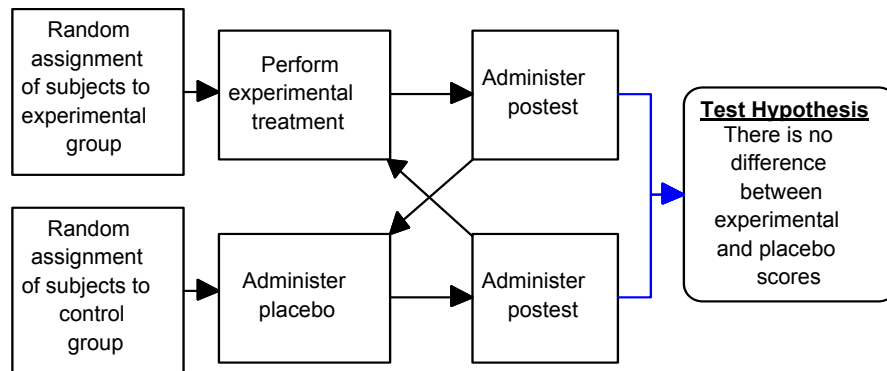 Random
assignment
of subjects to
experimental
group
Perform
experimental
treatment
Administer
postest
Test Hypothesis
There is no
difference
between
experimental
and placebo
scores
Random
assignment
of subjects to
control
group
Administer
placebo
Administer
postest